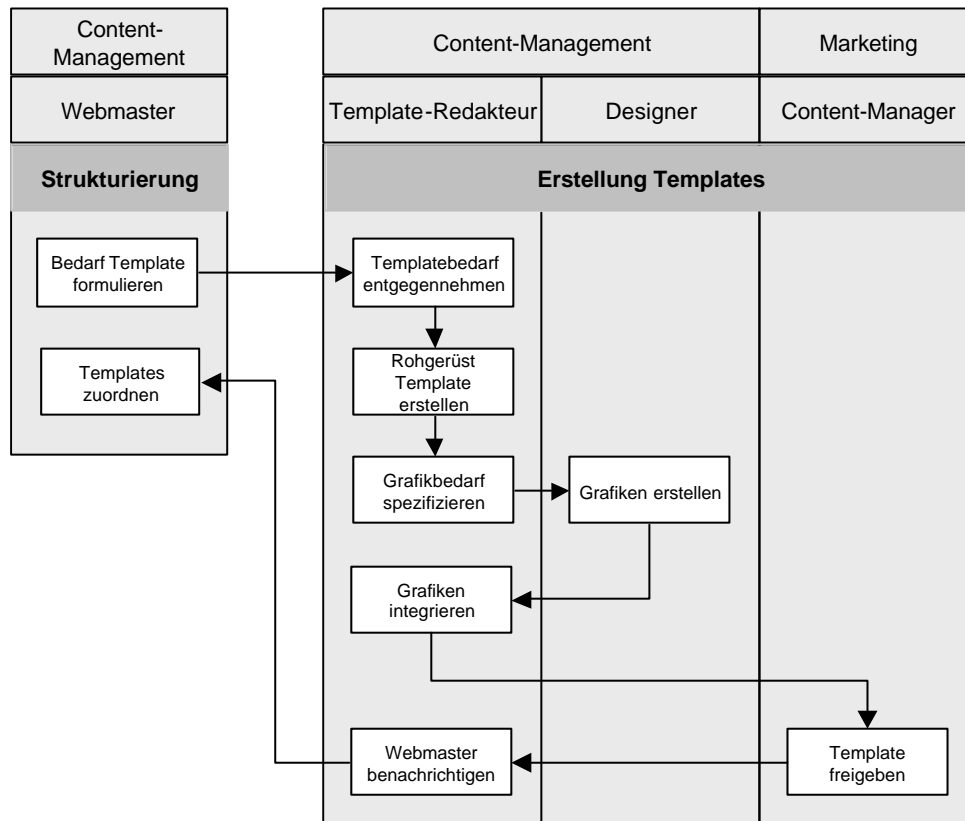 Content-
Management
Webmaster
Strukturierung
Bedarf Template
formulieren
Templates
zuordnen
Content-Management
Marketing
Template-Redakteur
Designer
Content-Manager
Erstellung Templates
Templatebedarf
entgegennehmen
Rohgerüst
Template
erstellen
Grafikbedarf
spezifizieren
Grafiken erstellen
Grafiken
integrieren
Webmaster
benachrichtigen
Template
freigeben